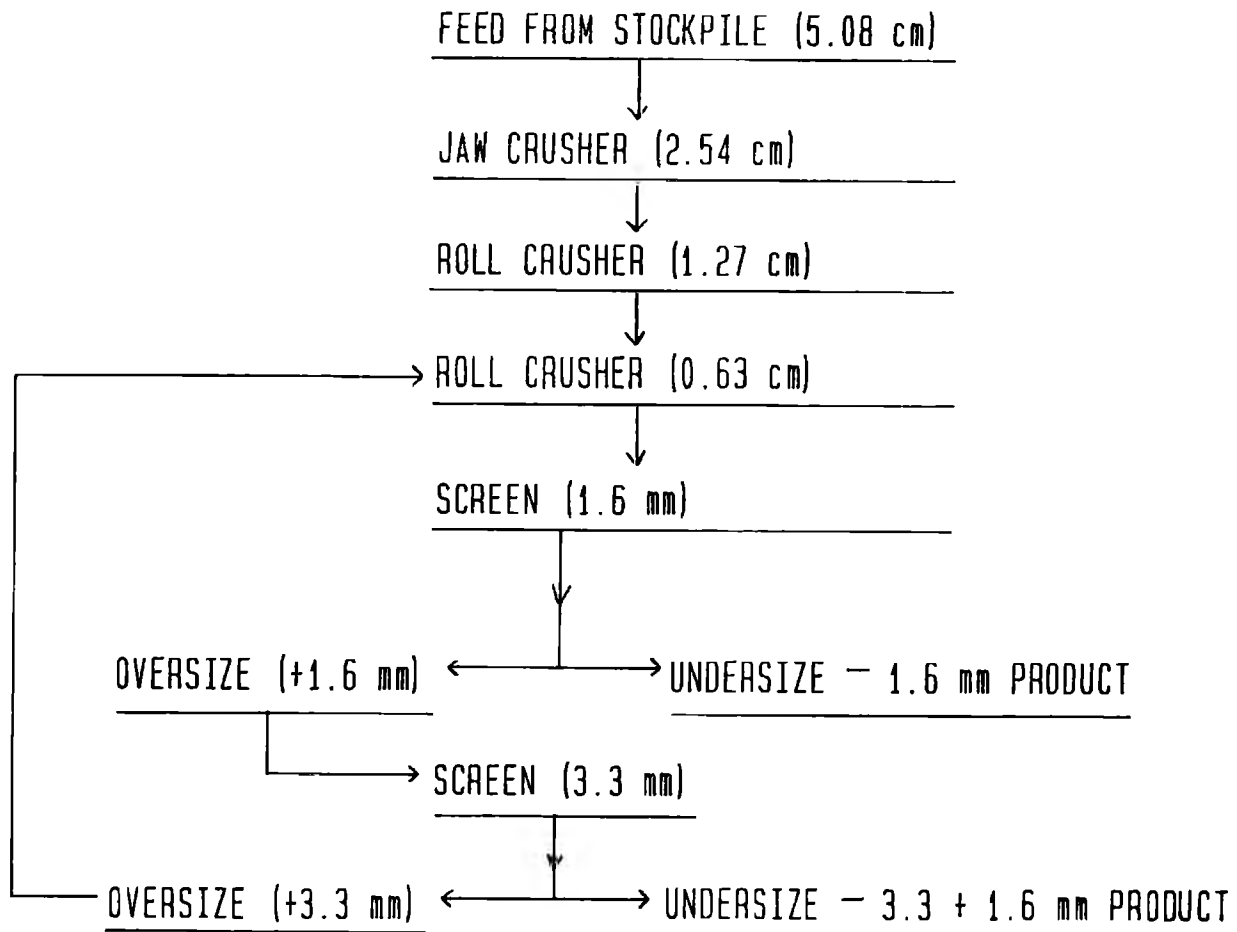 FEED FROM STOCKPILE (5.08 cm)
JAW CRUSHER (2.54 cm)
ROLL CRUSHER (1.27 cm)
ROLL CRUSHER (0.63 cm)
SCREEN (1.6 mm)
OVERSIZE (+1.6 mm)
UNDERSIZE — 1.6 mm PRODUCT
SCREEN (3.3 mm)
OVERSIZE (+3.3 mm)
UNDERSIZE — 3.3 + 1.6 mm PRODUCT